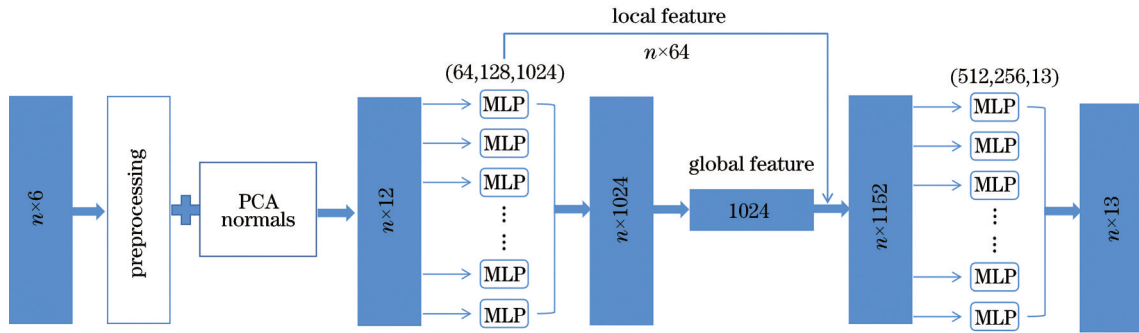 local feature
n×64
(64,128,1024)
(512,256,13)
n×6
preprocessing
PCA
normals
n×12
MLP
MLP
MLP
......
MLP
MLP
n×1024
global feature
1024
n×1152
MLP
MLP
MLP
......
MLP
MLP
n×13